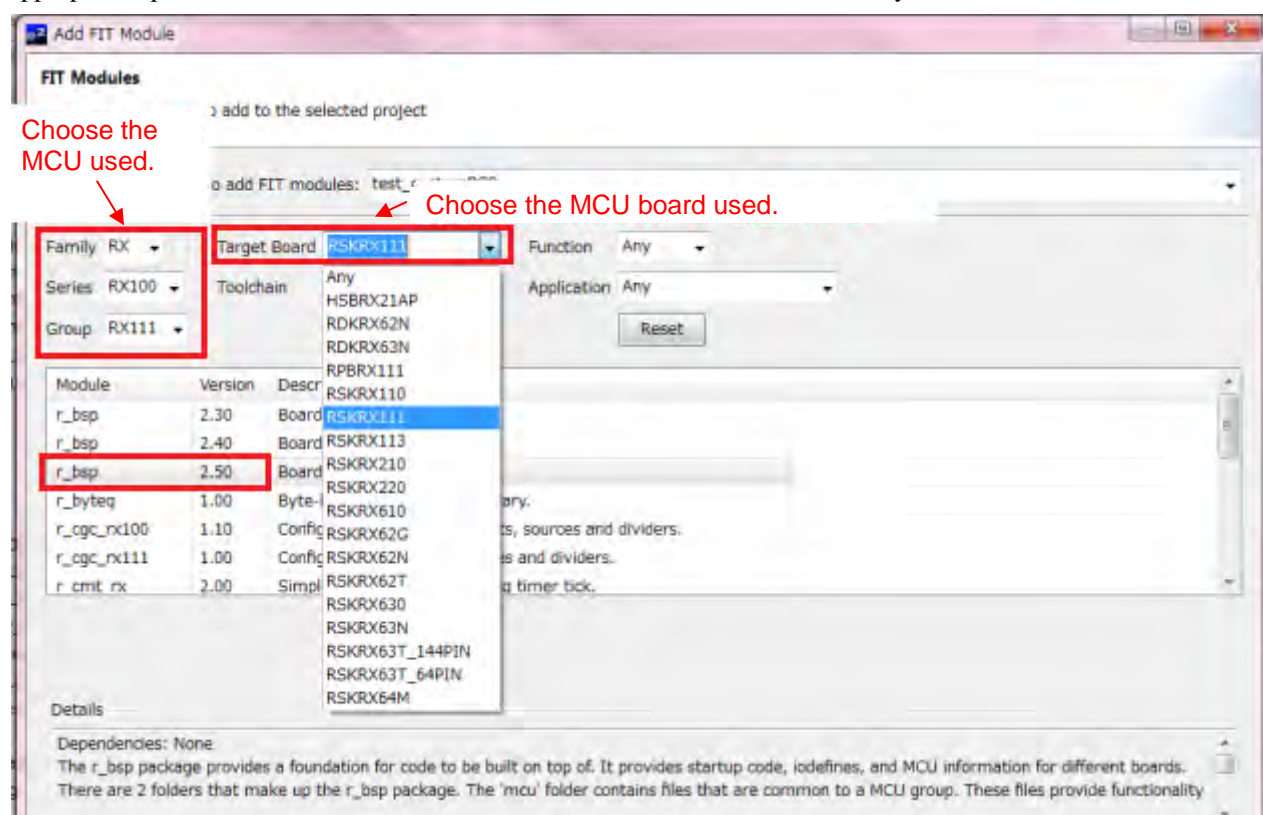 Add FIT Module
FIT Modules
o add to the selected project
Choose the
MCU used.
o add FIT modules: test_
Choose the MCU board used.
Family RX Target Board RSKRX111 Function Any
Series RX100 Toolchain Application Any
Group RX111 Reset
Any
HSBRX21AP
RDKRX62N
RDKRX63N
RPBRX111
RSKRX110
RSKRX111
RSKRX113
RSKRX210
RSKRX220
RSKRX610
RSKRX62G
RSKRX62N
RSKRX62T
RSKRX630
RSKRX63N
RSKRX63T_144PIN
RSKRX63T_64PIN
RSKRX64M
Module Version Descr
r_bsp 2.30 Board
r_bsp 2.40 Board
r_bsp 2.50 Board
r_byteq 1.00 Byte- ary.
r_cgc_rx100 1.10 Config ts, sources and dividers.
r_cgc_rx111 1.00 Config es and dividers.
r_cmt_rx 2.00 Simpl g timer tick.
Details
Dependencies: None
The r_bsp package provides a foundation for code to be built on top of. It provides startup code, iodefines, and MCU information for different boards.
There are 2 folders that make up the r_bsp package. The 'mcu' folder contains files that are common to a MCU group. These files provide functionality